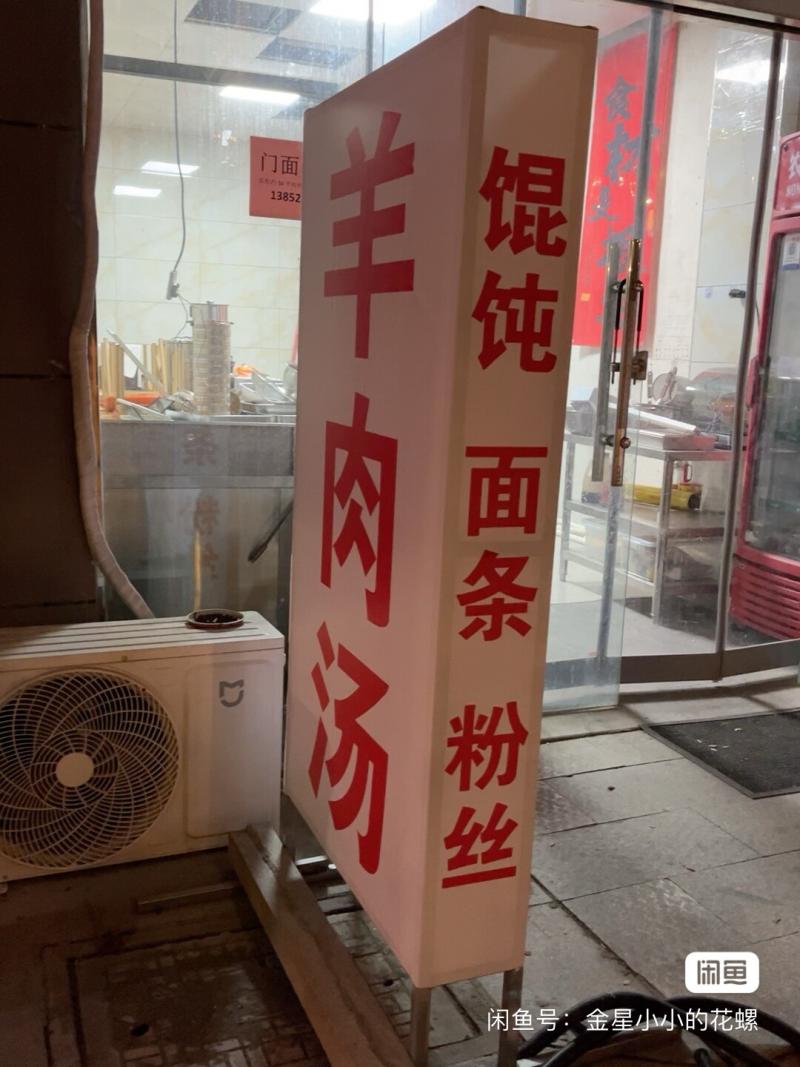 羊肉汤
馄饨 面条 粉丝
门面
13852
食
闲鱼
闲鱼号：金星小小的花螺